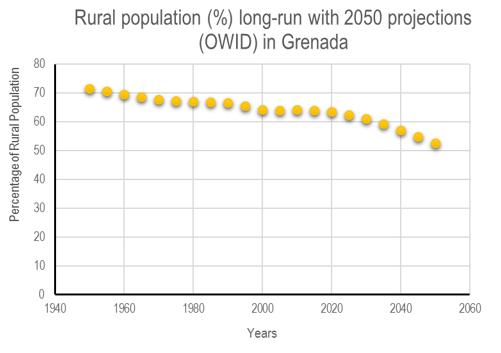 Rural population (%) long-run with 2050 projections
(OWID) in Grenada
Percentage of Rural Population
80
70
60
50
40
30
20
10
0
1940 1960 1980 2000 2020 2040 2060
Years